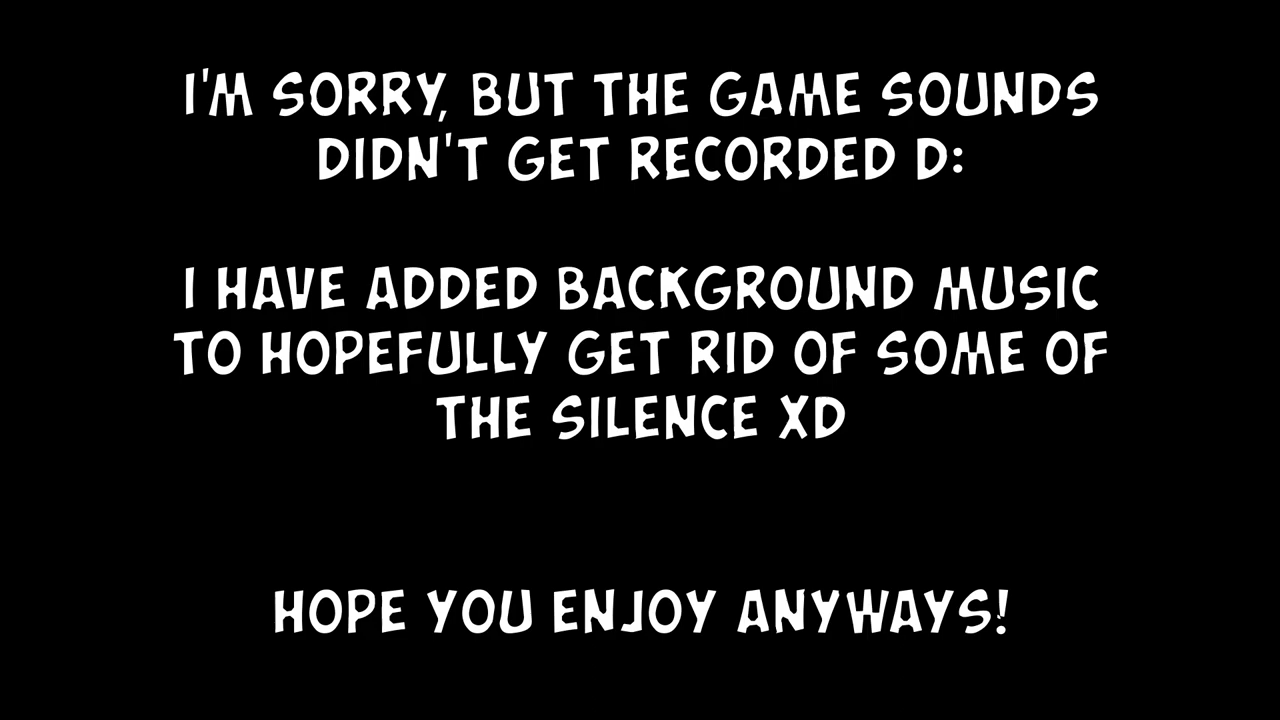 I'M SORRY, BUT THE GAME SOUNDS
DIDN'T GET RECORDED D:
I HAVE ADDED BACKGROUND MUSIC
TO HOPEFULLY GET RID OF SOME OF
THE SILENCE XD
HOPE YOU ENJOY ANYWAYS!